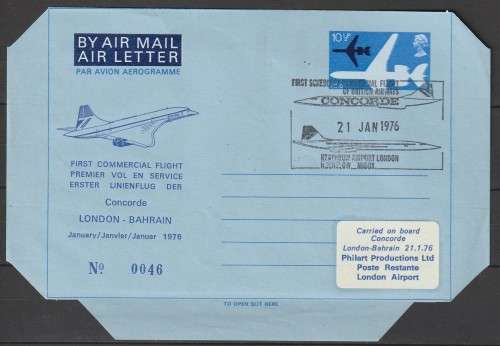 BY AIR MAIL
AIR LETTER
PAR AVION AEROGRAMME
10½p
FIRST SCHEDULED COMMERCIAL FLIGHT
BY BRITISH AIRWAYS
CONCORDE
21 JAN 1976
HEATHROW AIRPORT LONDON
HOUNSLOW MIDDX
FIRST COMMERCIAL FLIGHT
PREMIER VOL EN SERVICE
ERSTER LINIENFLUG DER
Concorde
LONDON - BAHRAIN
January/Janvier/Januar 1976
No 0046
Carried on board
Concorde
London-Bahrain 21.1.76
Philart Productions Ltd
Poste Restante
London Airport
TO OPEN SLIT HERE